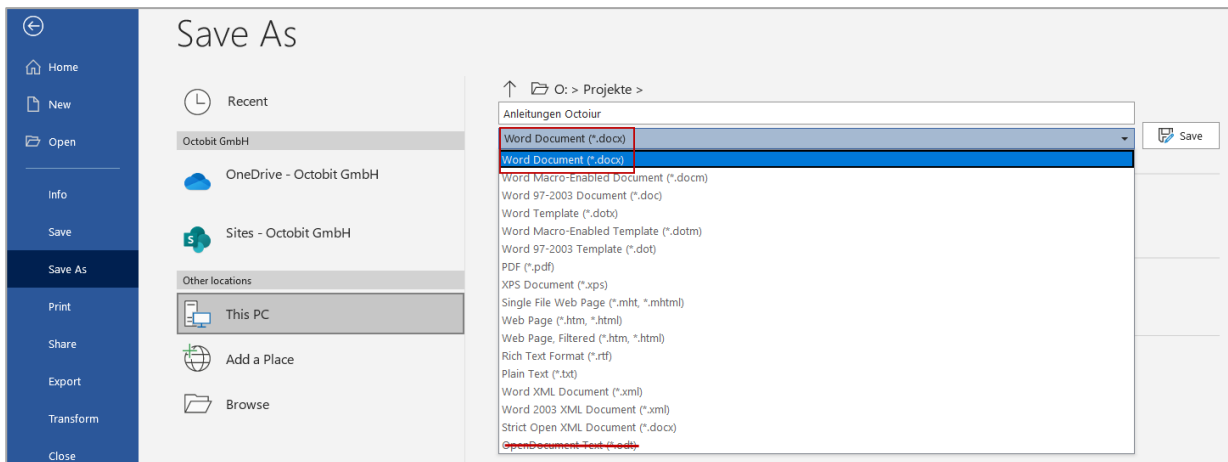 Save As
Home
New
Open
Info
Save
Save As
Print
Share
Export
Transform
Close
Recent
Octobit GmbH
OneDrive - Octobit GmbH
Sites - Octobit GmbH
Other locations
This PC
Add a Place
Browse
O: > Projekte >
Anleitungen Octoiur
Word Document (*.docx)
Save
Word Document (*.docx)
Word Macro-Enabled Document (*.docm)
Word 97-2003 Document (*.doc)
Word Template (*.dotx)
Word Macro-Enabled Template (*.dotm)
Word 97-2003 Template (*.dot)
PDF (*.pdf)
XPS Document (*.xps)
Single File Web Page (*.mht, *.mhtml)
Web Page (*.htm, *.html)
Web Page, Filtered (*.htm, *.html)
Rich Text Format (*.rtf)
Plain Text (*.txt)
Word XML Document (*.xml)
Word 2003 XML Document (*.xml)
Strict Open XML Document (*.docx)
OpenDocument Text (*.odt)